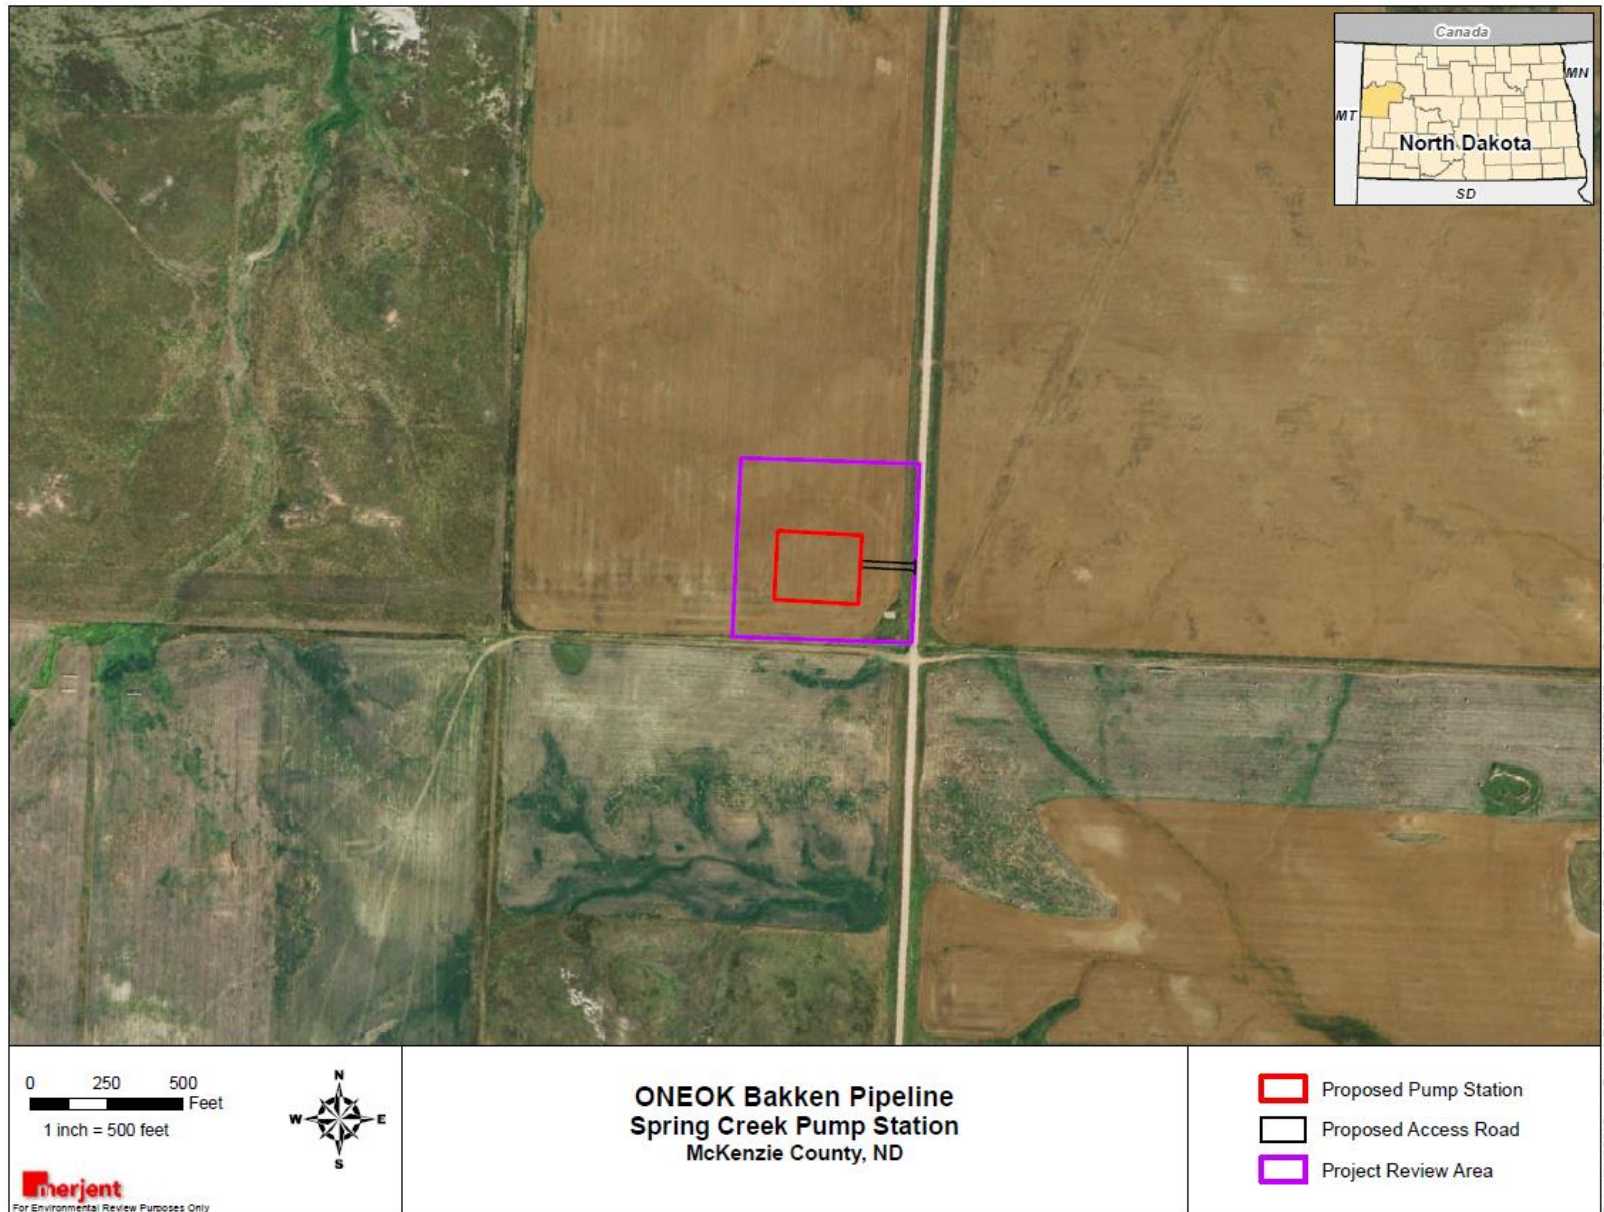 Canada
MN
MT
North Dakota
SD
0 250 500
Feet
1 inch = 500 feet
N
W E
S
merjent
For Environmental Review Purposes Only
ONEOK Bakken Pipeline
Spring Creek Pump Station
McKenzie County, ND
Proposed Pump Station
Proposed Access Road
Project Review Area